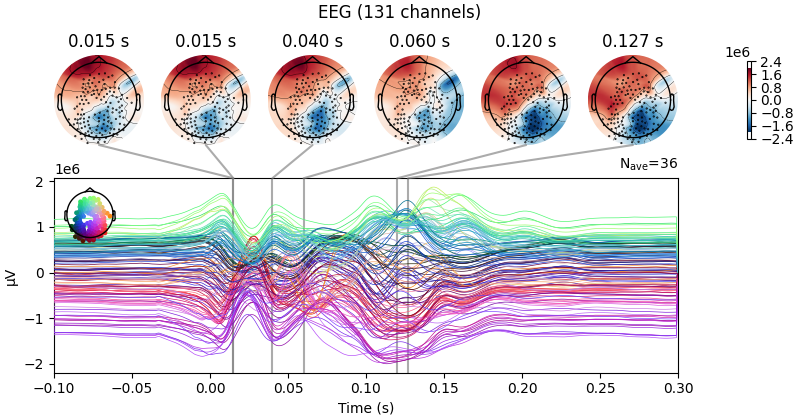 EEG (131 channels)
0.015 s 0.015 s 0.040 s 0.060 s 0.120 s 0.127 s
1e6
2.4
1.6
0.8
0.0
−0.8
−1.6
−2.4
Nave=36
1e6
2
1
0
−1
−2
µV
−0.10 −0.05 0.00 0.05 0.10 0.15 0.20 0.25 0.30
Time (s)